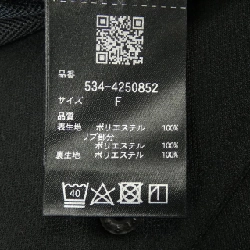 品番
534-4250852
サイズ F
品質
表生地 ポリエステル 100%
リブ部分
ポリエステル 100%
裏生地 ポリエステル 100%
40